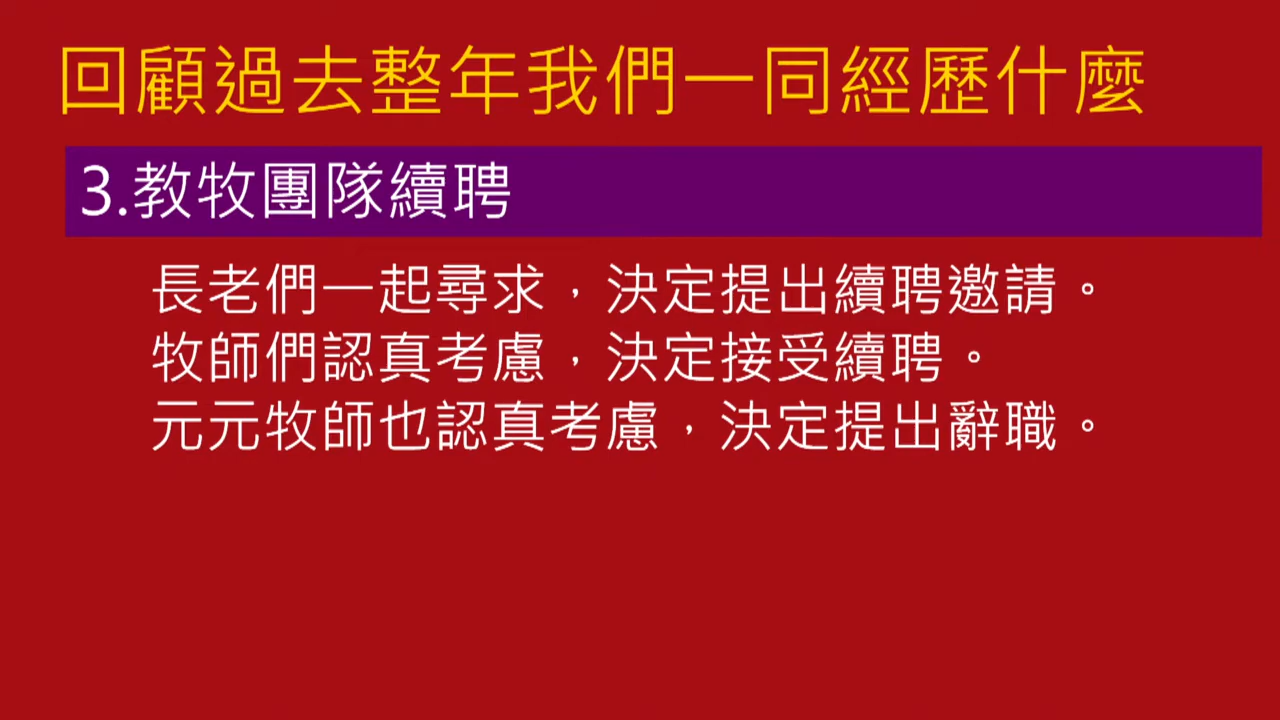 回顧過去整年我們一同經歷什麼
3.教牧團隊續聘
長老們一起尋求，決定提出續聘邀請。
牧師們認真考慮，決定接受續聘。
元元牧師也認真考慮，決定提出辭職。